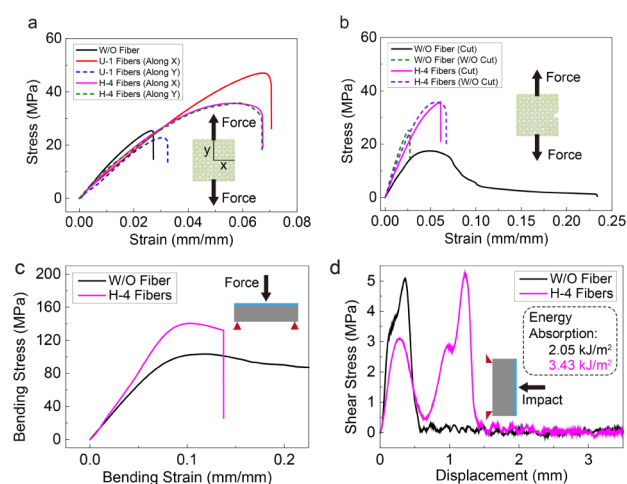 a
W/O Fiber
U-1 Fibers (Along X)
U-1 Fibers (Along Y)
H-4 Fibers (Along X)
H-4 Fibers (Along Y)
Force
y
x
Force
Stress (MPa)
60
40
20
0
0.00
0.02
0.04
0.06
0.08
Strain (mm/mm)
b
W/O Fiber (Cut)
W/O Fiber (W/O Cut)
H-4 Fibers (Cut)
H-4 Fibers (W/O Cut)
Force
Force
Stress (MPa)
60
40
20
0
0.00
0.05
0.10
0.15
0.20
0.25
Strain (mm/mm)
c
W/O Fiber
H-4 Fibers
Force
Bending Stress (MPa)
200
160
120
80
40
0
0.0
0.1
0.2
Bending Strain (mm/mm)
d
W/O Fiber
H-4 Fibers
Energy
Absorption:
2.05 kJ/m²
3.43 kJ/m²
Impact
Shear Stress (MPa)
5
4
3
2
1
0
0
1
2
3
Displacement (mm)